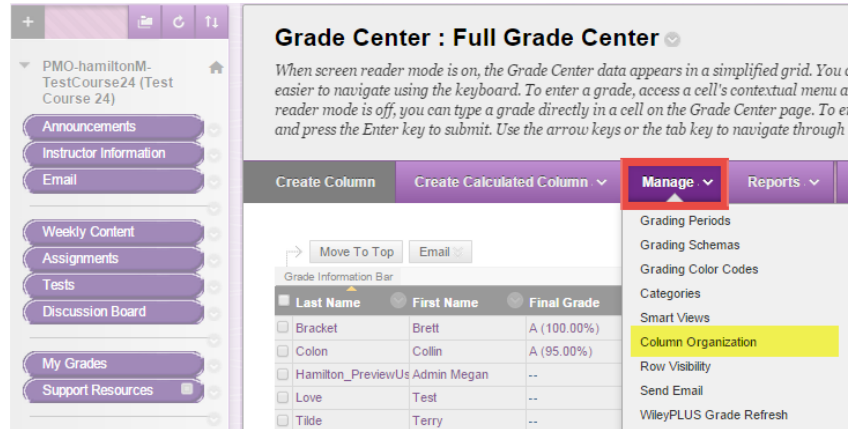 PMO-hamiltonM-
TestCourse24 (Test
Course 24)
Announcements
Instructor Information
Email
Weekly Content
Assignments
Tests
Discussion Board
My Grades
Support Resources
Grade Center : Full Grade Center
When screen reader mode is on, the Grade Center data appears in a simplified grid. You
easier to navigate using the keyboard. To enter a grade, access a cell's contextual menu
reader mode is off, you can type a grade directly in a cell on the Grade Center page. To
and press the Enter key to submit. Use the arrow keys or the tab key to navigate through
Create Column Create Calculated Column Manage Reports
Move To Top Email
Grade Information Bar
Last Name First Name Final Grade
Bracket Brett A (100.00%)
Colon Collin A (95.00%)
Hamilton_PreviewUs Admin Megan --
Love Test --
Tilde Terry --
Grading Periods
Grading Schemas
Grading Color Codes
Categories
Smart Views
Column Organization
Row Visibility
Send Email
WileyPLUS Grade Refresh